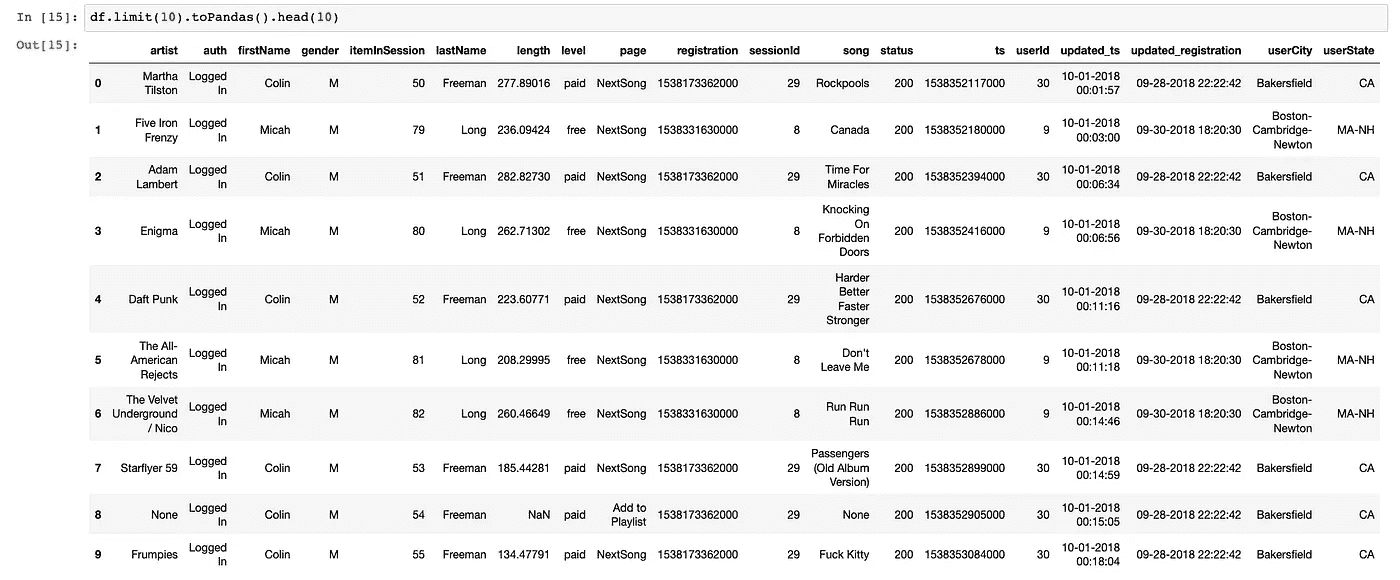 In [15]: df.limit(10).toPandas().head(10)
Out[15]:
artist auth firstName gender itemInSession lastName length level page registration sessionId song status ts userId updated_ts updated_registration userCity userState
0 Martha Tilston Logged In Colin M 50 Freeman 277.89016 paid NextSong 1538173362000 29 Rockpools 200 1538352117000 30 10-01-2018 00:01:57 09-28-2018 22:22:42 Bakersfield CA
1 Five Iron Frenzy Logged In Micah M 79 Long 236.09424 free NextSong 1538331630000 8 Canada 200 1538352180000 9 10-01-2018 00:03:00 09-30-2018 18:20:30 Boston-Cambridge-Newton MA-NH
2 Adam Lambert Logged In Colin M 51 Freeman 282.82730 paid NextSong 1538173362000 29 Time For Miracles 200 1538352394000 30 10-01-2018 00:06:34 09-28-2018 22:22:42 Bakersfield CA
3 Enigma Logged In Micah M 80 Long 262.71302 free NextSong 1538331630000 8 Knocking On Forbidden Doors 200 1538352416000 9 10-01-2018 00:06:56 09-30-2018 18:20:30 Boston-Cambridge-Newton MA-NH
4 Daft Punk Logged In Colin M 52 Freeman 223.60771 paid NextSong 1538173362000 29 Harder Better Faster Stronger 200 1538352676000 30 10-01-2018 00:11:16 09-28-2018 22:22:42 Bakersfield CA
5 The All-American Rejects Logged In Micah M 81 Long 208.29995 free NextSong 1538331630000 8 Don't Leave Me 200 1538352678000 9 10-01-2018 00:11:18 09-30-2018 18:20:30 Boston-Cambridge-Newton MA-NH
6 The Velvet Underground / Nico Logged In Micah M 82 Long 260.46649 free NextSong 1538331630000 8 Run Run Run 200 1538352886000 9 10-01-2018 00:14:46 09-30-2018 18:20:30 Boston-Cambridge-Newton MA-NH
7 Starflyer 59 Logged In Colin M 53 Freeman 185.44281 paid NextSong 1538173362000 29 Passengers (Old Album Version) 200 1538352899000 30 10-01-2018 00:14:59 09-28-2018 22:22:42 Bakersfield CA
8 None Logged In Colin M 54 Freeman NaN paid Add to Playlist 1538173362000 29 None 200 1538352905000 30 10-01-2018 00:15:05 09-28-2018 22:22:42 Bakersfield CA
9 Frumpies Logged In Colin M 55 Freeman 134.47791 paid NextSong 1538173362000 29 Fuck Kitty 200 1538353084000 30 10-01-2018 00:18:04 09-28-2018 22:22:42 Bakersfield CA